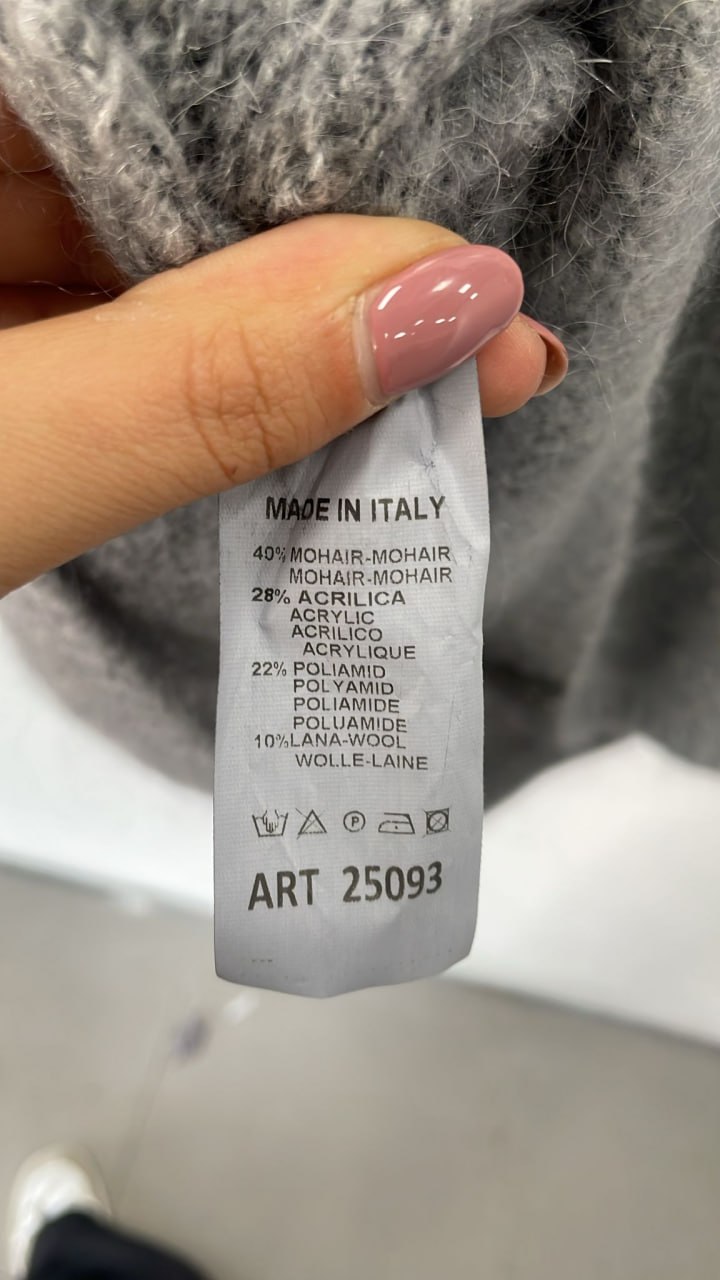 MADE IN ITALY
40% MOHAIR-MOHAIR
MOHAIR-MOHAIR
28% ACRILICA
ACRYLIC
ACRILICO
ACRYLIQUE
22% POLIAMID
POLYAMID
POLIAMIDE
POLUAMIDE
10% LANA-WOOL
WOLLE-LAINE
P
ART 25093